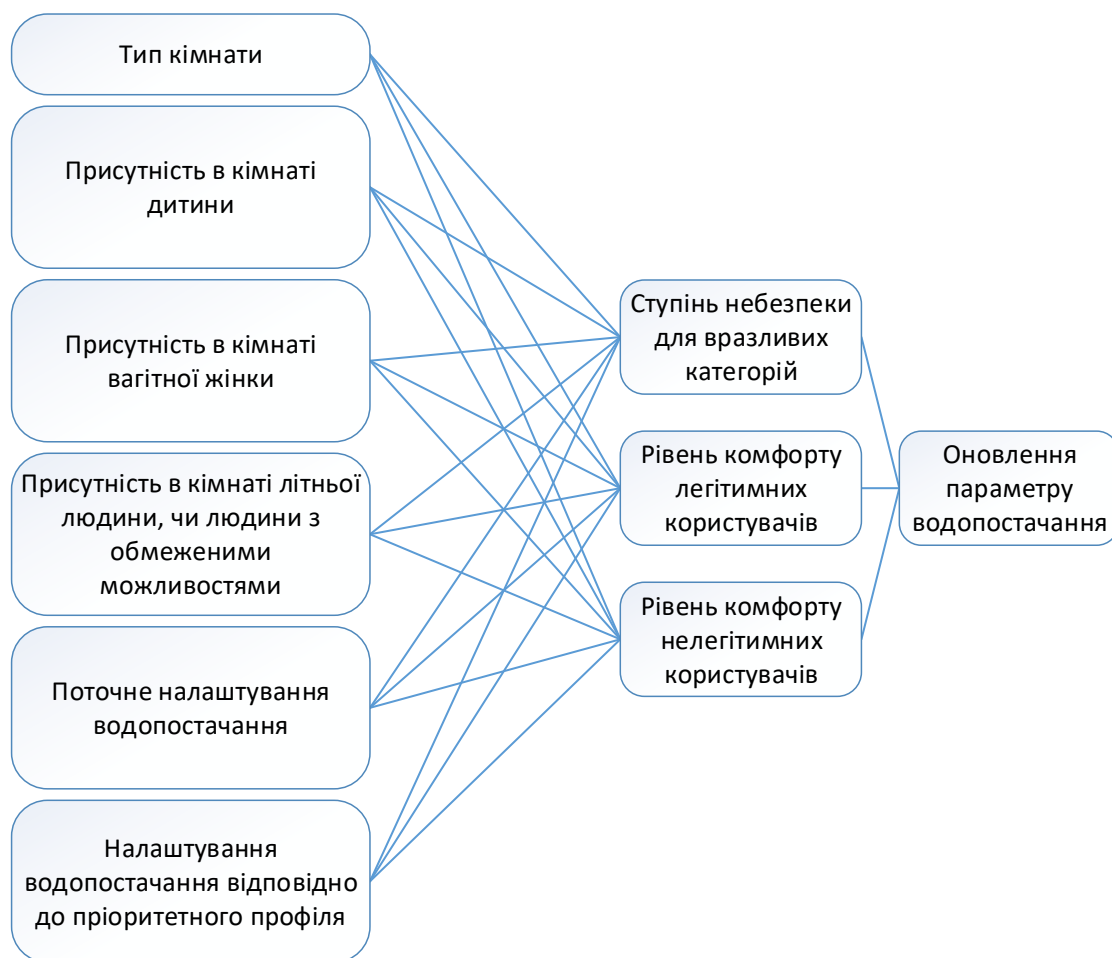 Тип кімнати
Присутність в кімнаті
дитини
Присутність в кімнаті
вагітної жінки
Присутність в кімнаті літньої
людини, чи людини з
обмеженими
можливостями
Поточне налаштування
водопостачання
Налаштування
водопостачання відповідно
до пріоритетного профіля
Ступінь небезпеки
для вразливих
категорій
Рівень комфорту
легітимних
користувачів
Рівень комфорту
нелегітимних
користувачів
Оновлення
параметру
водопостачання